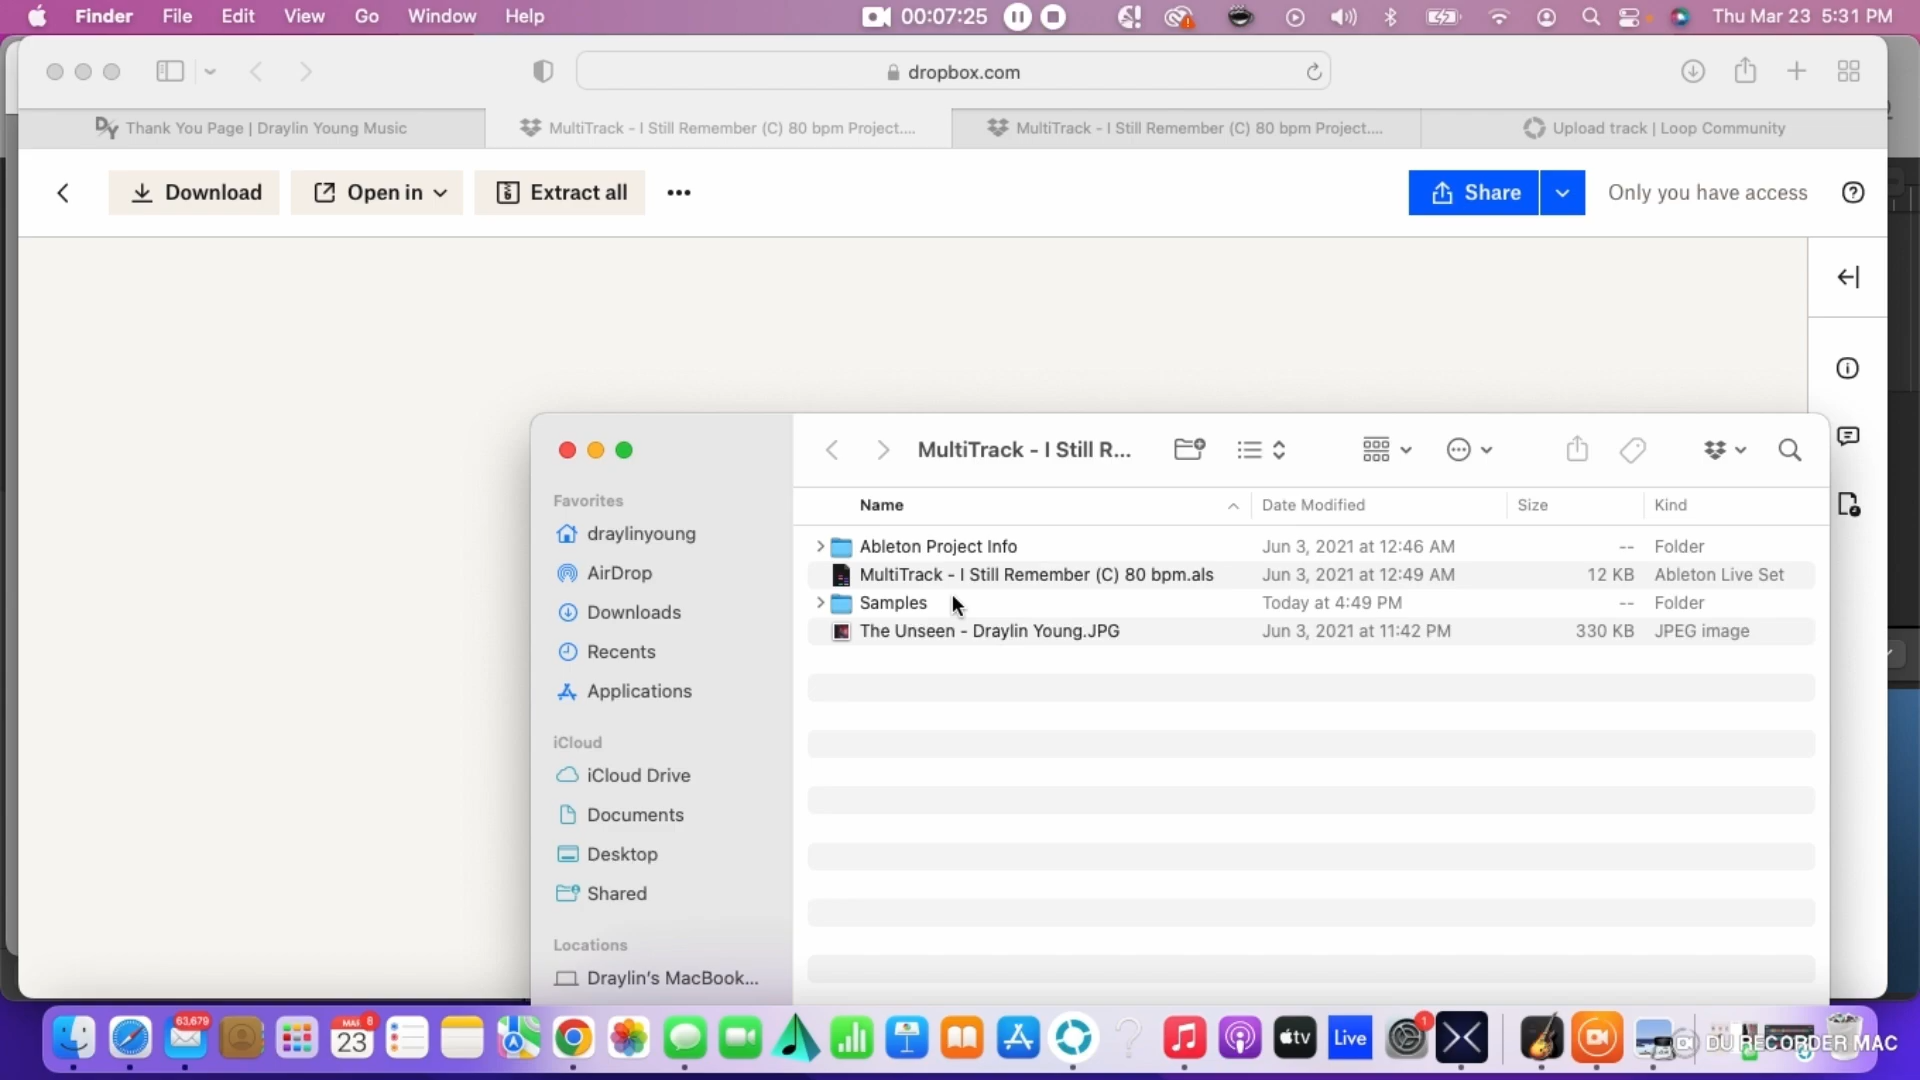 Finder File Edit View Go Window Help 00:07:25 Thu Mar 23 5:31 PM
dropbox.com
Thank You Page | Draylin Young Music MultiTrack - I Still Remember (C) 80 bpm Project.... MultiTrack - I Still Remember (C) 80 bpm Project.... Upload track | Loop Community
Download Open in Extract all Share Only you have access
MultiTrack - I Still R...
Favorites
draylinyoung
AirDrop
Downloads
Recents
Applications
iCloud
iCloud Drive
Documents
Desktop
Shared
Locations
Draylin's MacBook...
Name Date Modified Size Kind
Ableton Project Info Jun 3, 2021 at 12:46 AM -- Folder
MultiTrack - I Still Remember (C) 80 bpm.als Jun 3, 2021 at 12:49 AM 12 KB Ableton Live Set
Samples Today at 4:49 PM -- Folder
The Unseen - Draylin Young.JPG Jun 3, 2021 at 11:42 PM 330 KB JPEG image
63,679 MAR 8 23 tv Live 1
DU RECORDER MAC